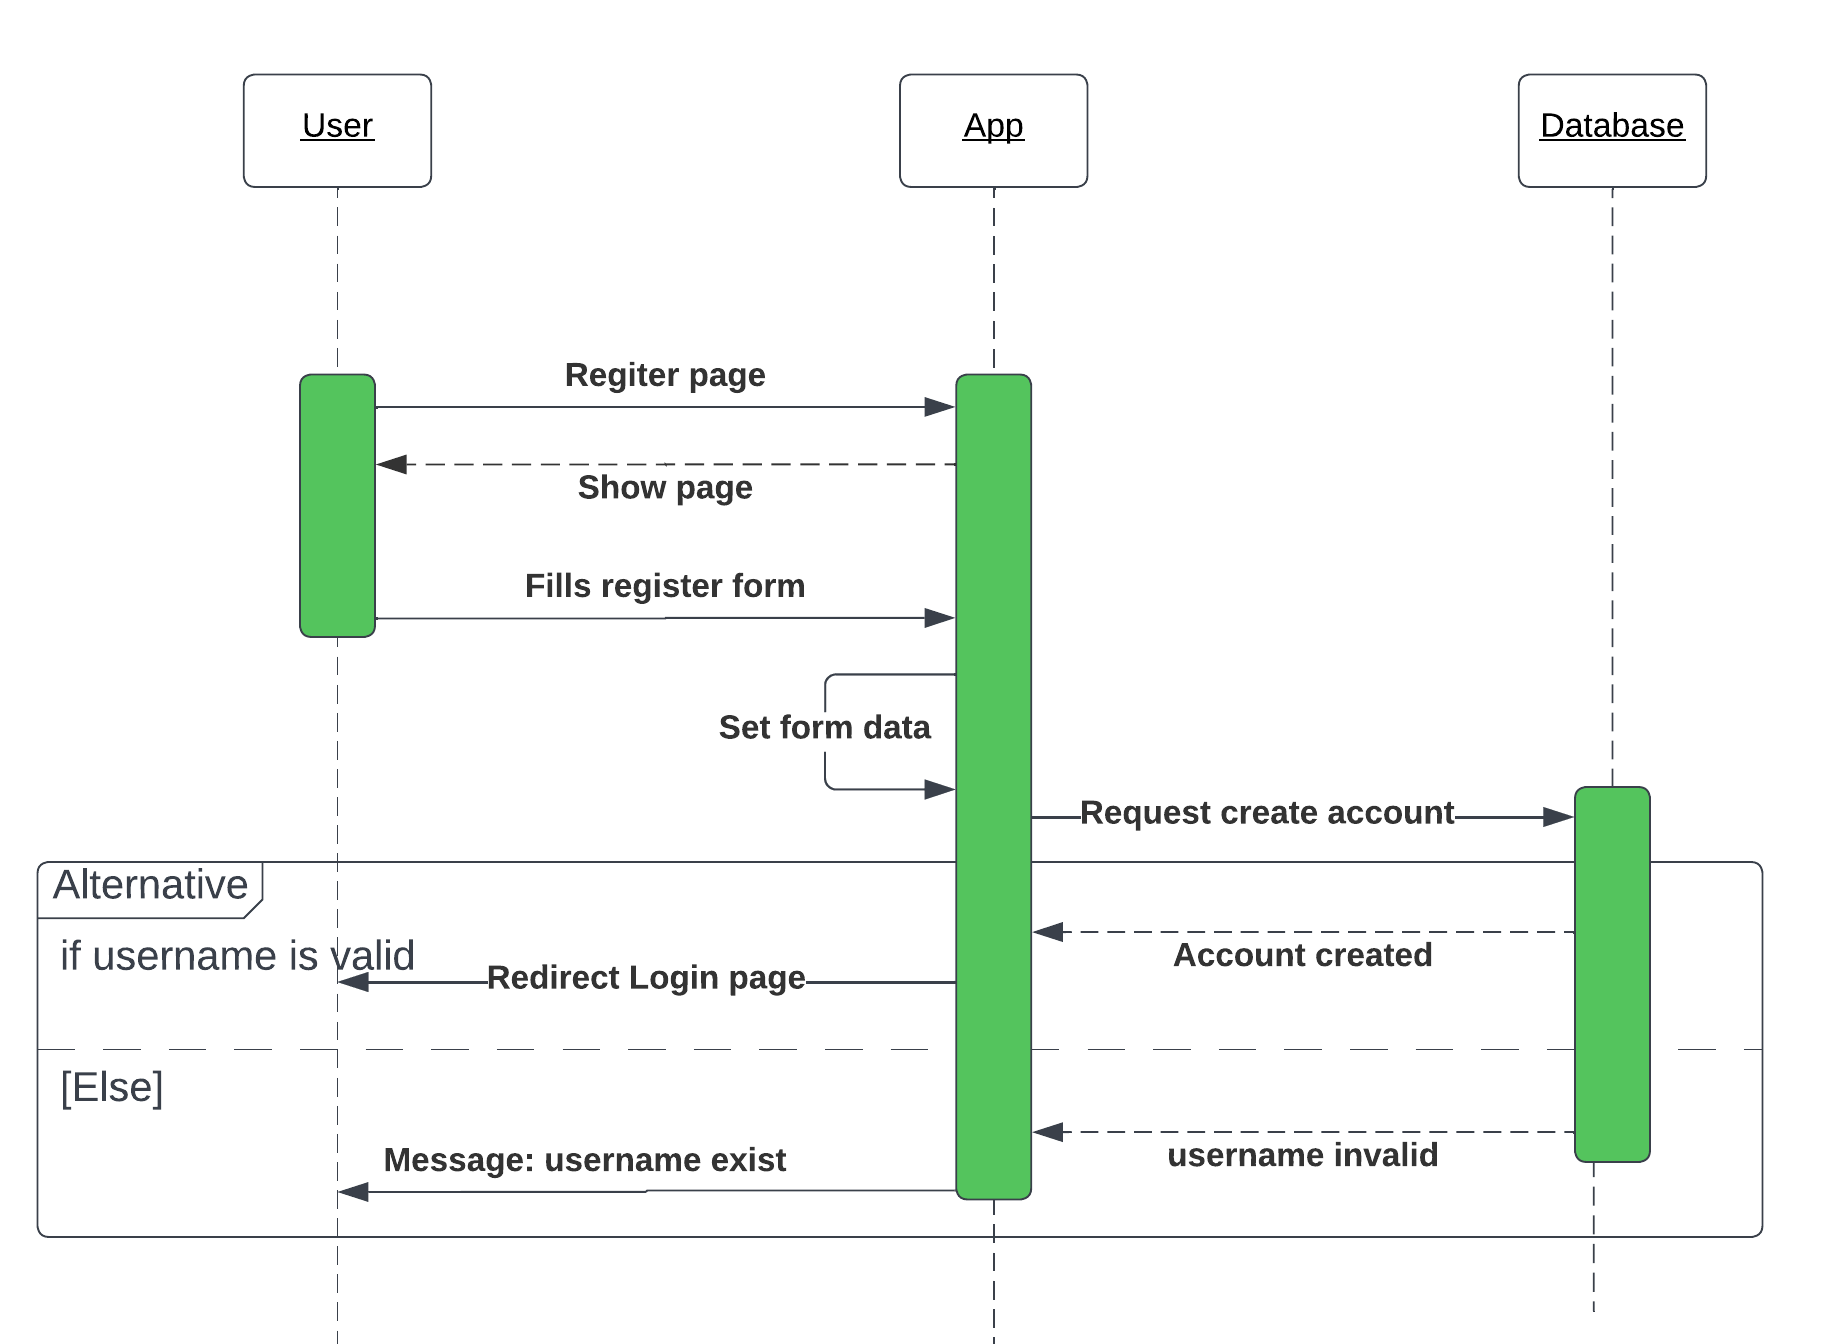 User
App
Database
Regiter page
Show page
Fills register form
Set form data
Request create account
Alternative
if username is valid
Account created
Redirect Login page
[Else]
username invalid
Message: username exist